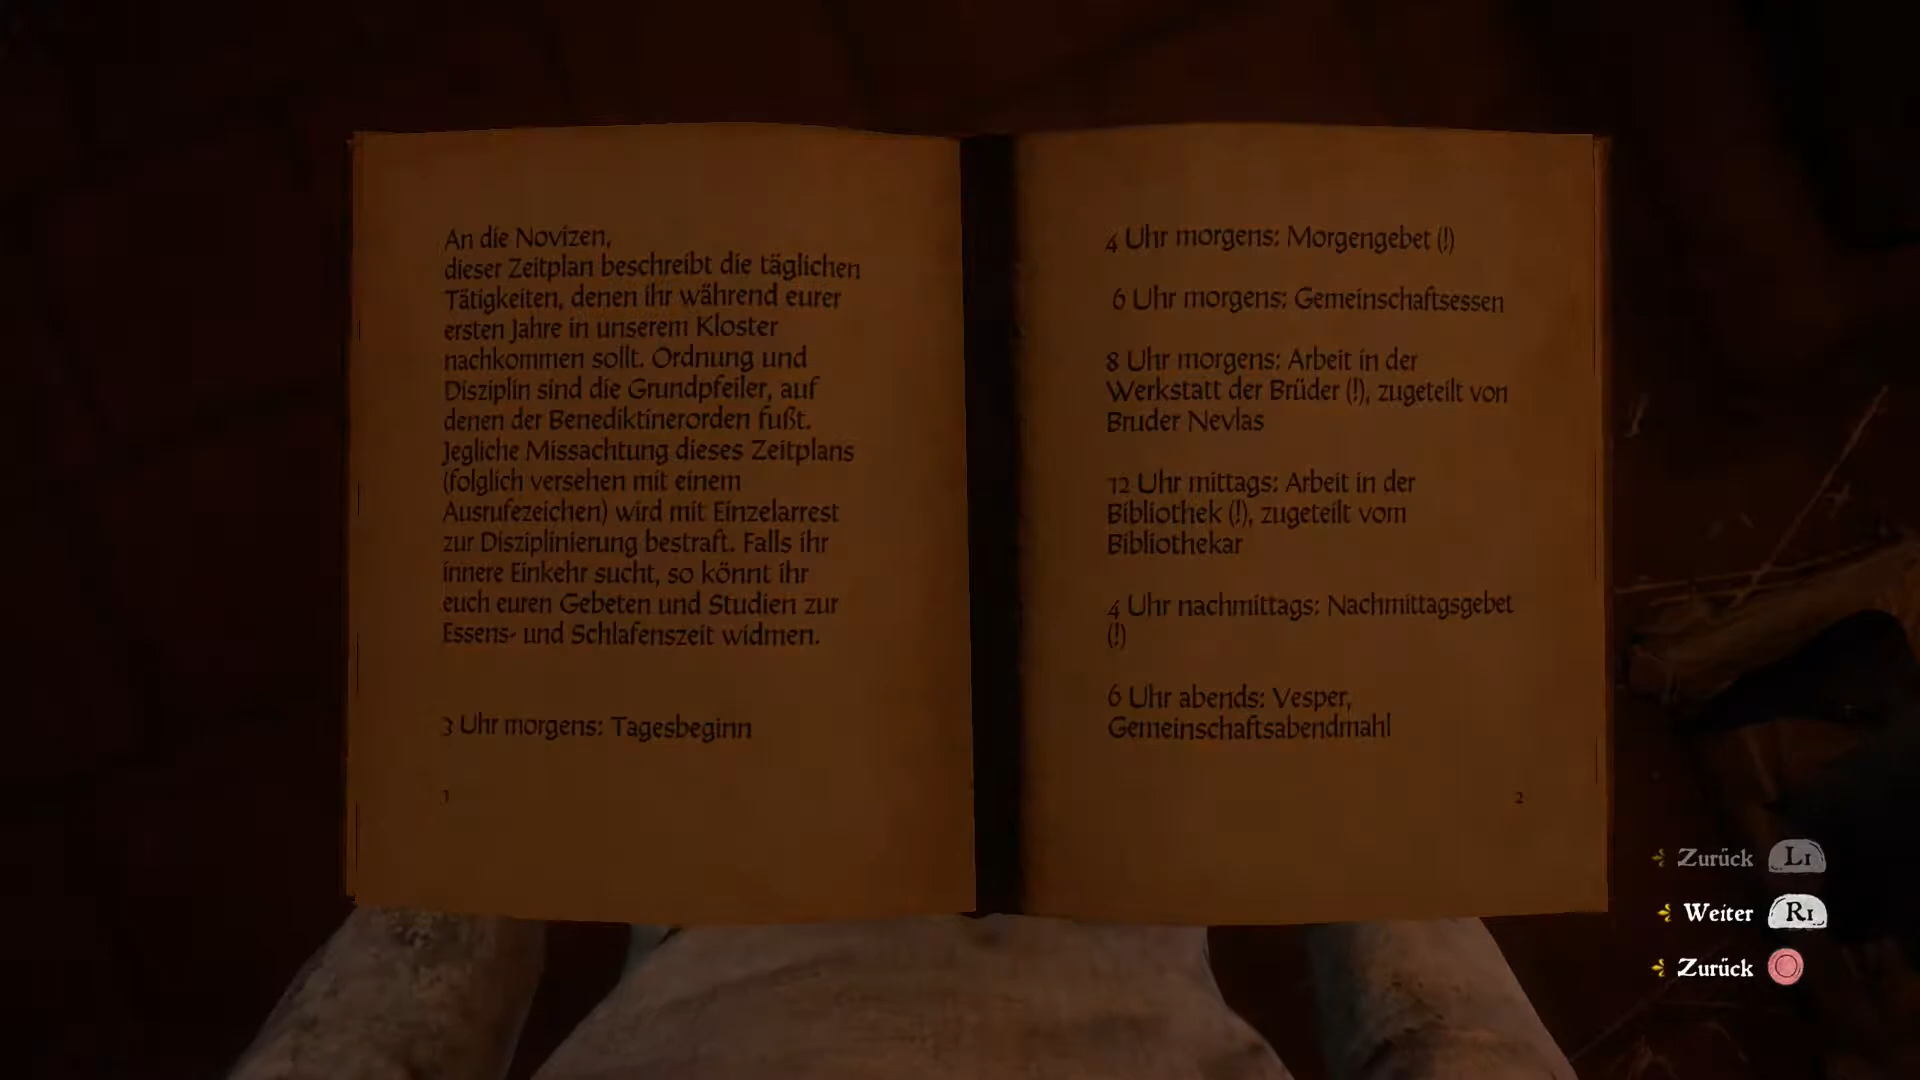 An die Novizen,
dieser Zeitplan beschreibt die täglichen
Tätigkeiten, denen ihr während eurer
ersten Jahre in unserem Kloster
nachkommen sollt. Ordnung und
Disziplin sind die Grundpfeiler, auf
denen der Benediktinerorden fußt.
Jegliche Missachtung dieses Zeitplans
(folglich versehen mit einem
Ausrufezeichen) wird mit Einzelarrest
zur Disziplinierung bestraft. Falls ihr
innere Einkehr sucht, so könnt ihr
euch euren Gebeten und Studien zur
Essens- und Schlafenszeit widmen.
3 Uhr morgens: Tagesbeginn
1
4 Uhr morgens: Morgengebet (!)
6 Uhr morgens: Gemeinschaftsessen
8 Uhr morgens: Arbeit in der
Werkstatt der Brüder (!), zugeteilt von
Bruder Nevlas
12 Uhr mittags: Arbeit in der
Bibliothek (!), zugeteilt vom
Bibliothekar
4 Uhr nachmittags: Nachmittagsgebet
(!)
6 Uhr abends: Vesper,
Gemeinschaftsabendmahl
2
Zurück L1
Weiter R1
Zurück